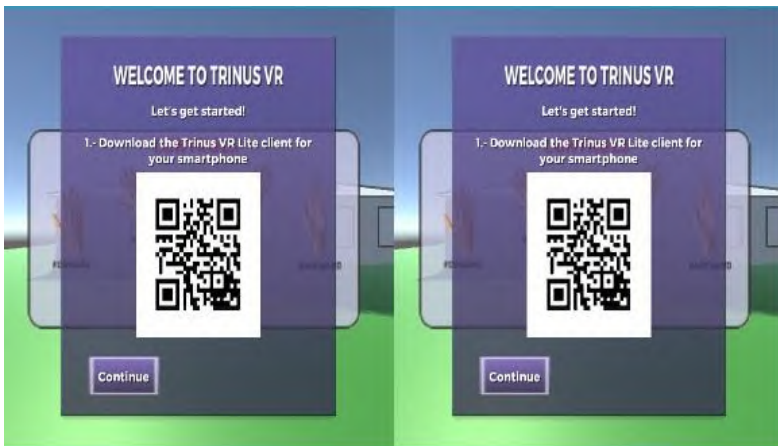 WELCOME TO TRINUS VR
Let's get started!
1.- Download the Trinus VR Lite client for
your smartphone
Continue
WELCOME TO TRINUS VR
Let's get started!
1.- Download the Trinus VR Lite client for
your smartphone
Continue